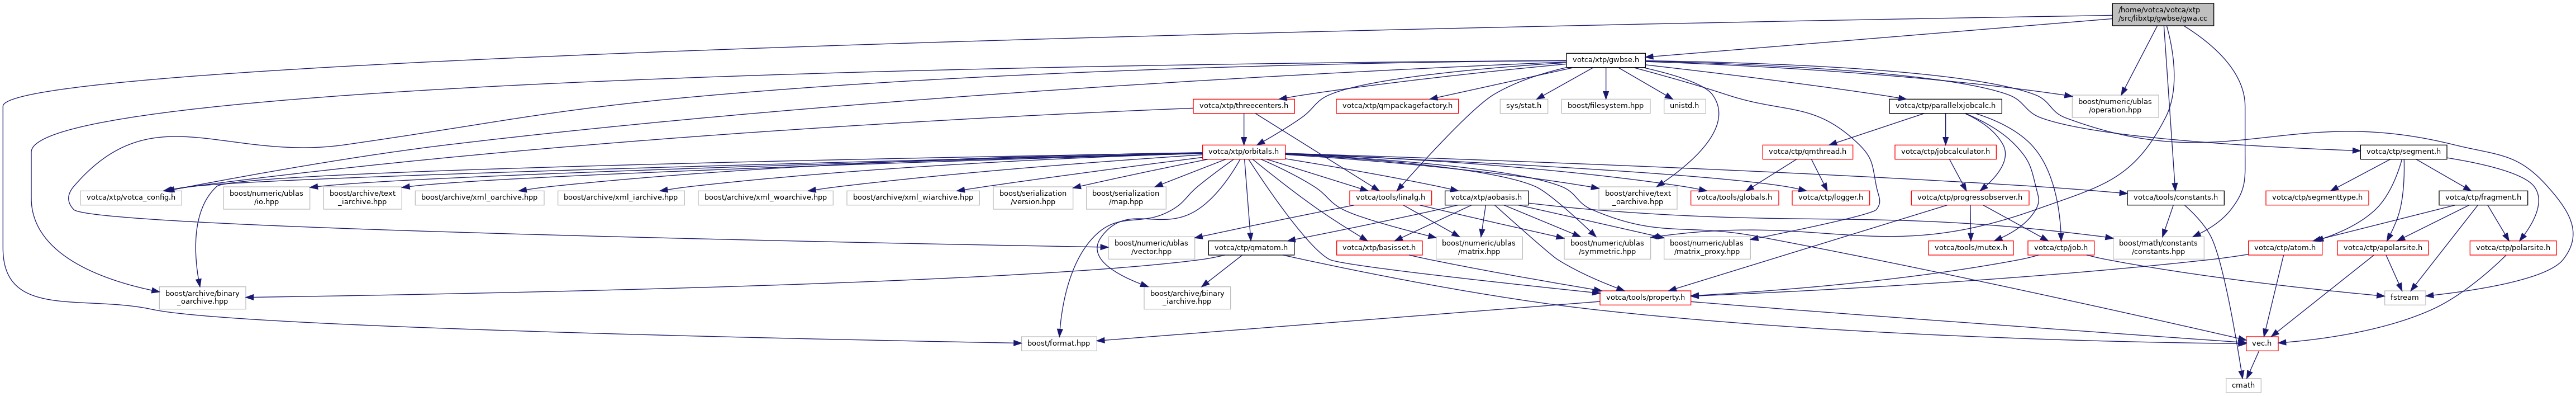 /home/votca/votca/xtp
/src/libxtp/gwbse/gwa.cc
votca/xtp/gwbse.h
votca/xtp/threecenters.h
votca/xtp/qmpackagefactory.h
sys/stat.h
boost/filesystem.hpp
unistd.h
votca/ctp/parallelxjobcalc.h
boost/numeric/ublas
/operation.hpp
votca/xtp/orbitals.h
votca/ctp/qmthread.h
votca/ctp/jobcalculator.h
votca/ctp/segment.h
votca/xtp/votca_config.h
boost/numeric/ublas
/io.hpp
boost/archive/text
_iarchive.hpp
boost/archive/xml_oarchive.hpp
boost/archive/xml_iarchive.hpp
boost/archive/xml_woarchive.hpp
boost/archive/xml_wiarchive.hpp
boost/serialization
/version.hpp
boost/serialization
/map.hpp
votca/tools/linalg.h
votca/xtp/aobasis.h
boost/archive/text
_oarchive.hpp
votca/tools/globals.h
votca/ctp/logger.h
votca/ctp/progressobserver.h
votca/tools/constants.h
votca/ctp/segmenttype.h
votca/ctp/fragment.h
boost/numeric/ublas
/vector.hpp
votca/ctp/qmatom.h
votca/xtp/basisset.h
boost/numeric/ublas
/matrix.hpp
boost/numeric/ublas
/symmetric.hpp
boost/numeric/ublas
/matrix_proxy.hpp
votca/tools/mutex.h
votca/ctp/job.h
boost/math/constants
/constants.hpp
votca/ctp/atom.h
votca/ctp/apolarsite.h
votca/ctp/polarsite.h
boost/archive/binary
_oarchive.hpp
boost/archive/binary
_iarchive.hpp
votca/tools/property.h
fstream
boost/format.hpp
vec.h
cmath